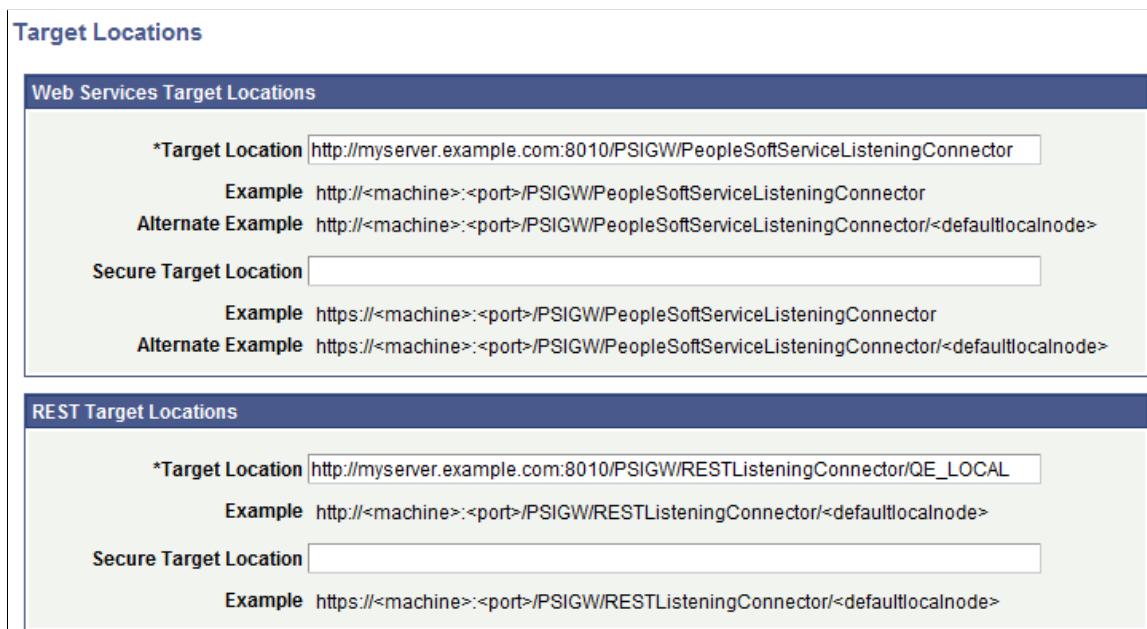 Target Locations
Web Services Target Locations
*Target Location http://myserver.example.com:8010/PSIGW/PeopleSoftServiceListeningConnector
Example http://<machine>:<port>/PSIGW/PeopleSoftServiceListeningConnector
Alternate Example http://<machine>:<port>/PSIGW/PeopleSoftServiceListeningConnector/<defaultlocalnode>
Secure Target Location
Example https://<machine>:<port>/PSIGW/PeopleSoftServiceListeningConnector
Alternate Example https://<machine>:<port>/PSIGW/PeopleSoftServiceListeningConnector/<defaultlocalnode>
REST Target Locations
*Target Location http://myserver.example.com:8010/PSIGW/RESTListeningConnector/QE_LOCAL
Example http://<machine>:<port>/PSIGW/RESTListeningConnector/<defaultlocalnode>
Secure Target Location
Example https://<machine>:<port>/PSIGW/RESTListeningConnector/<defaultlocalnode>